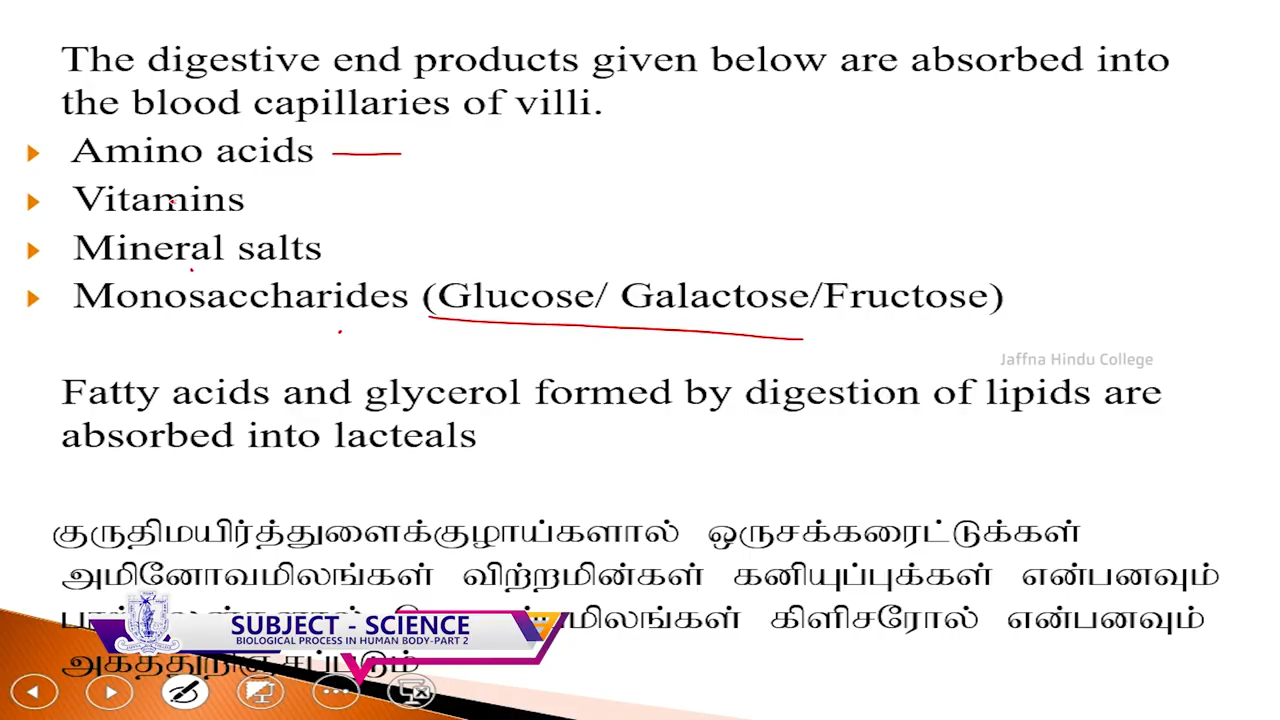 The digestive end products given below are absorbed into
the blood capillaries of villi.
Amino acids
Vitamins
Mineral salts
Monosaccharides (Glucose/ Galactose/Fructose)
Jaffna Hindu College
Fatty acids and glycerol formed by digestion of lipids are
absorbed into lacteals
குருதிமயிர்த்துளைக்குழாய்களால் ஒருசக்கரைட்டுக்கள்
அமினோவமிலங்கள் விற்றமின்கள் கனியுப்புக்கள் என்பனவும்
கிளிசரோல் என்பனவும்
SUBJECT - SCIENCE
BIOLOGICAL PROCESS IN HUMAN BODY-PART 2